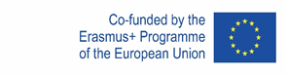 Co-funded by the
Erasmus+ Programme
of the European Union